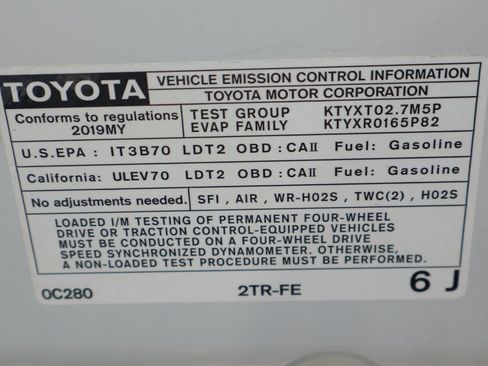 TOYOTA
VEHICLE EMISSION CONTROL INFORMATION
TOYOTA MOTOR CORPORATION
Conforms to regulations
2019MY
TEST GROUP KTYXT02.7M5P
EVAP FAMILY KTYXR0165P82
U.S.EPA : IT3B70 LDT2 OBD : CAII Fuel: Gasoline
California: ULEV70 LDT2 OBD : CAII Fuel: Gasoline
No adjustments needed. SFI , AIR , WR-HO2S , TWC(2) , HO2S
LOADED I/M TESTING OF PERMANENT FOUR-WHEEL
DRIVE OR TRACTION CONTROL-EQUIPPED VEHICLES
MUST BE CONDUCTED ON A FOUR-WHEEL DRIVE
SPEED SYNCHRONIZED DYNAMOMETER. OTHERWISE,
A NON-LOADED TEST PROCEDURE MUST BE USED.
0C280 2TR-FE 6 J